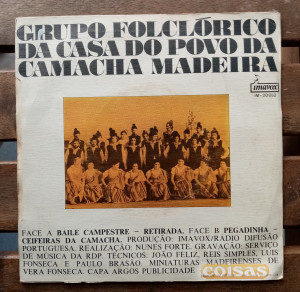 GRUPO FOLCLÓRICO
DA CASA DO POVO DA
CAMACHA MADEIRA
imavox
FACE A BAILE CAMPESTRE – RETIRADA. FACE B PEGADINHA –
CEIFEIRAS DA CAMACHA. PRODUÇÃO: IMAVOX/RÁDIO DIFUSÃO
PORTUGUESA. REALIZAÇÃO: NUNES FORTE. GRAVAÇÃO: SERVIÇO
DE MÚSICA DA RDP. TÉCNICOS: JOÃO FELIZ, REIS SIMPLES, LUIS
FONSECA E PAULO BRASÃO. MINIATURAS MADEIRENSES DE
VERA FONSECA. CAPA ARGOS PUBLICIDADE
coisas